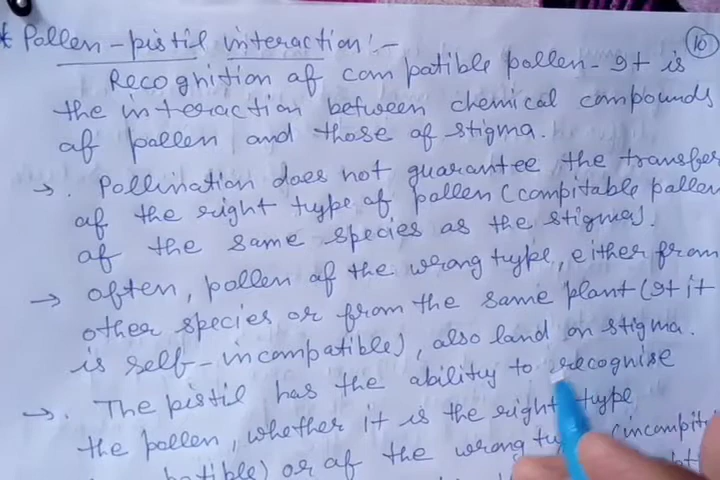 * Pollen-pistil interaction:-
10
Recognition of compatible pollen - It is
the interaction between chemical compounds
of pollen and those of stigma.
→ . Pollination does not guarantee the transfer
of the right type of pollen (compitable pollen
of the same species as the stigma).
→ often, pollen of the wrong type, either from
other species or from the same plant (It it
is self-incompatible), also land on stigma.
→ . The pistil has the ability to recognise
the pollen, whether it is the right type
or of the wrong (incompit